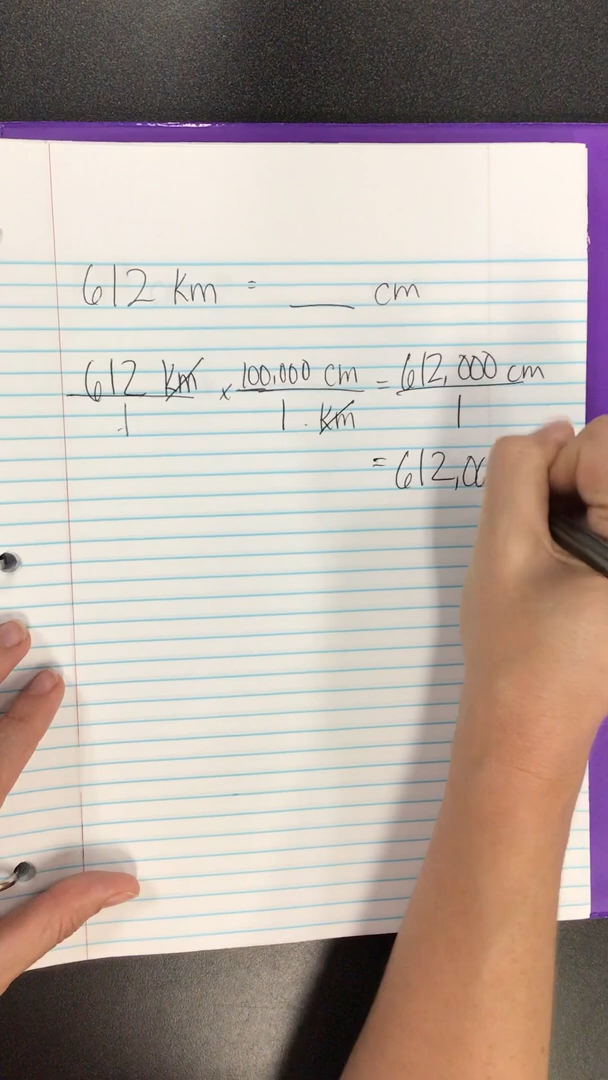 612 km = ___ cm
612 km/1 x 100,000 cm/1 km = 612,000 cm/1
= 612,00